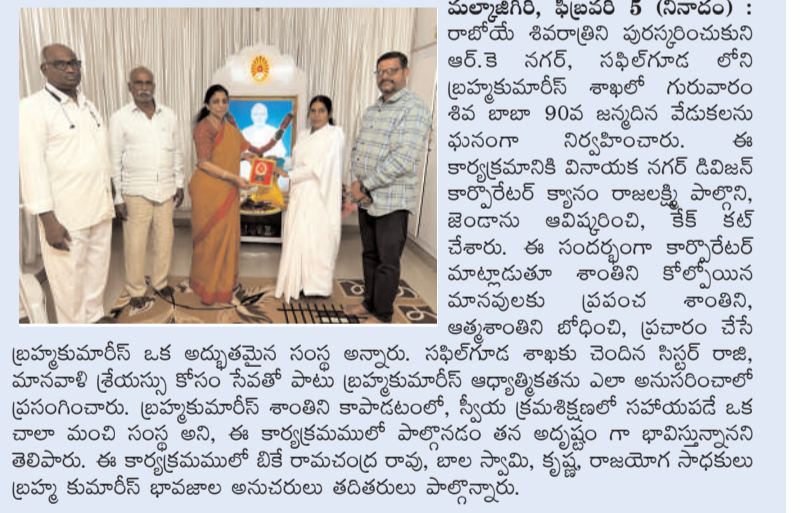 మల్కాజిగిరి, ఫిబ్రవరి 5 (నినాదం) :
రాబోయే శివరాత్రిని పురస్కరించుకుని
ఆర్.కె నగర్, సఫిల్‌గూడ లోని
బ్రహ్మకుమారీస్ శాఖలో గురువారం
శివ బాబా 90వ జన్మదిన వేడుకలను
ఘనంగా నిర్వహించారు. ఈ
కార్యక్రమానికి వినాయక నగర్ డివిజన్
కార్పొరేటర్ క్యానం రాజలక్ష్మి పాల్గొని,
జెండాను ఆవిష్కరించి, కేక్ కట్
చేశారు. ఈ సందర్భంగా కార్పొరేటర్
మాట్లాడుతూ శాంతిని కోల్పోయిన
మానవులకు ప్రపంచ శాంతిని,
ఆత్మశాంతిని బోధించి, ప్రచారం చేసే
బ్రహ్మకుమారీస్ ఒక అద్భుతమైన సంస్థ అన్నారు. సఫిల్‌గూడ శాఖకు చెందిన సిస్టర్ రాజి,
మానవాళి శ్రేయస్సు కోసం సేవతో పాటు బ్రహ్మకుమారీస్ ఆధ్యాత్మికతను ఎలా అనుసరించాలో
ప్రసంగించారు. బ్రహ్మకుమారీస్ శాంతిని కాపాడటంలో, స్వీయ క్రమశిక్షణలో సహాయపడే ఒక
చాలా మంచి సంస్థ అని, ఈ కార్యక్రమములో పాల్గొనడం తన అదృష్టం గా భావిస్తున్నానని
తెలిపారు. ఈ కార్యక్రమములో బికే రామచంద్ర రావు, బాల స్వామి, కృష్ణ, రాజయోగ సాధకులు
బ్రహ్మ కుమారీస్ భావజాల అనుచరులు తదితరులు పాల్గొన్నారు.